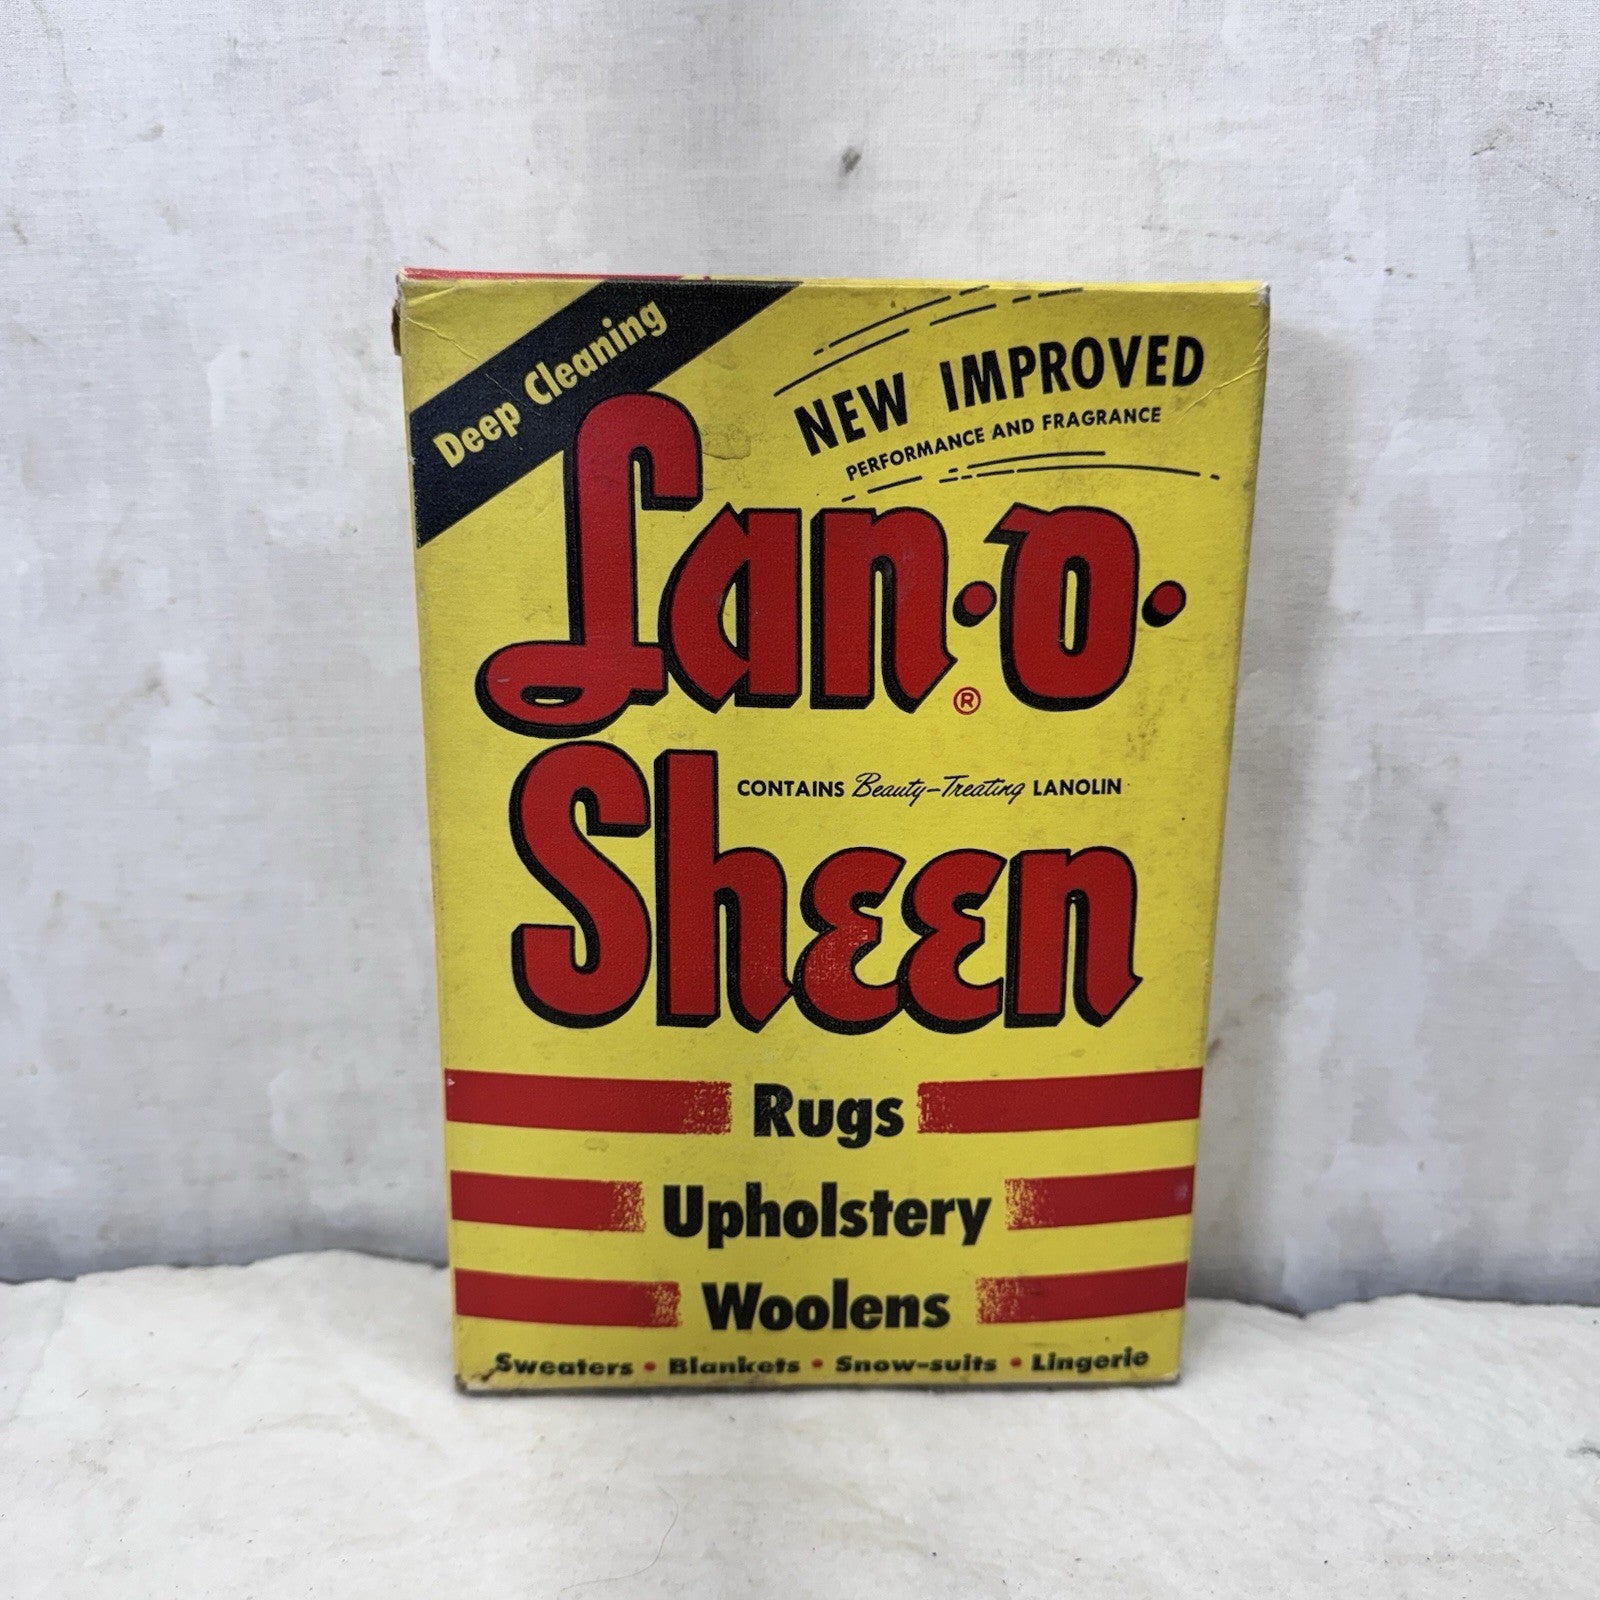 Deep Cleaning
NEW IMPROVED
PERFORMANCE AND FRAGRANCE
Lan·O·
®
Sheen
CONTAINS Beauty-Treating LANOLIN
Rugs
Upholstery
Woolens
Sweaters • Blankets • Snow-suits • Lingerie